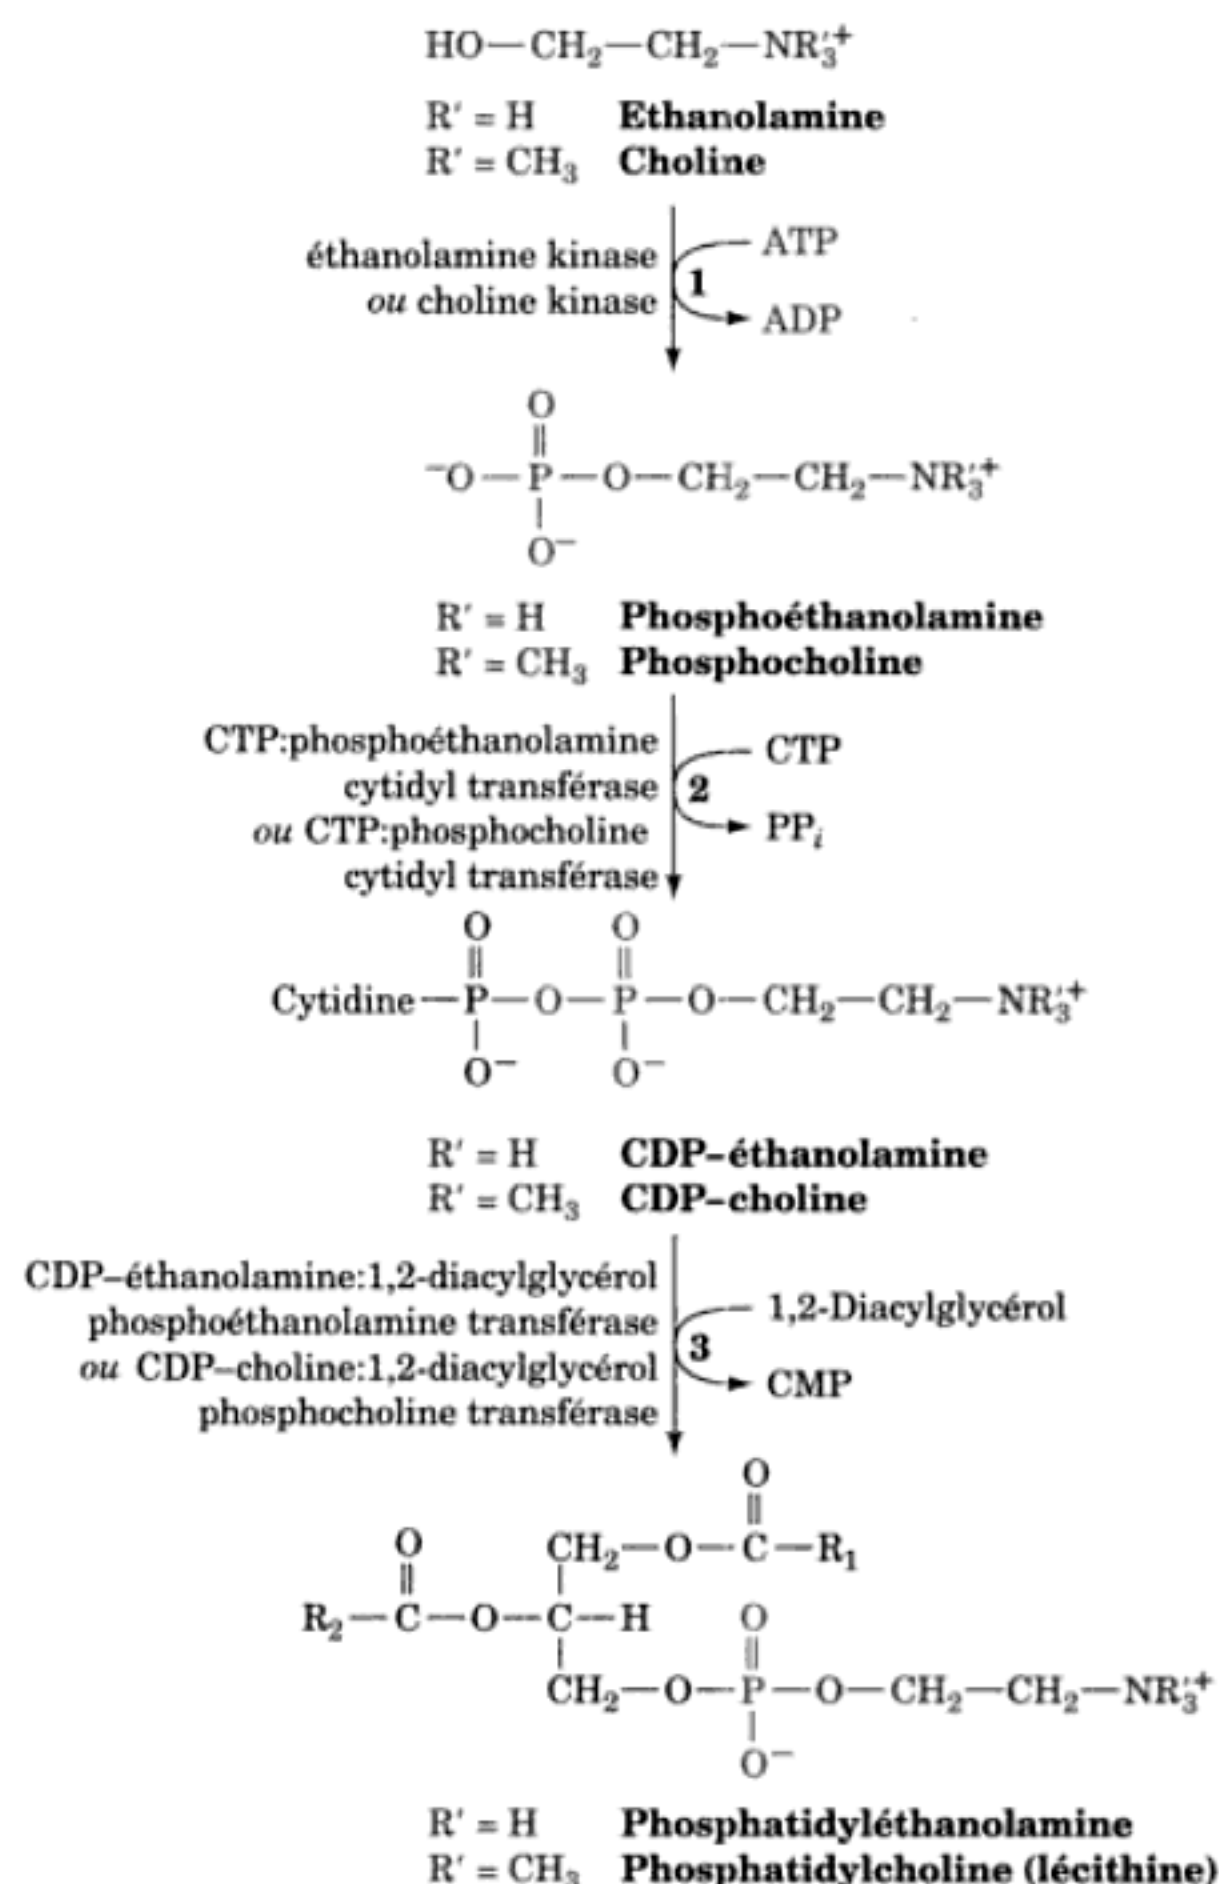 HO—CH₂—CH₂—NR′₃⁺
R′ = H Ethanolamine
R′ = CH₃ Choline
éthanolamine kinase
ou choline kinase
1
ATP
ADP
O
‖
⁻O—P—O—CH₂—CH₂—NR′₃⁺
|
O⁻
R′ = H Phosphoéthanolamine
R′ = CH₃ Phosphocholine
CTP:phosphoéthanolamine
cytidyl transférase
ou CTP:phosphocholine
cytidyl transférase
2
CTP
PPᵢ
O O
‖ ‖
Cytidine—P—O—P—O—CH₂—CH₂—NR′₃⁺
| |
O⁻ O⁻
R′ = H CDP–éthanolamine
R′ = CH₃ CDP–choline
CDP–éthanolamine:1,2-diacylglycérol
phosphoéthanolamine transférase
ou CDP–choline:1,2-diacylglycérol
phosphocholine transférase
3
1,2-Diacylglycérol
CMP
O
‖
O CH₂—O—C—R₁
‖ |
R₂—C—O—C—H O
| ‖
CH₂—O—P—O—CH₂—CH₂—NR′₃⁺
|
O⁻
R′ = H Phosphatidyléthanolamine
R′ = CH₃ Phosphatidylcholine (lécithine)